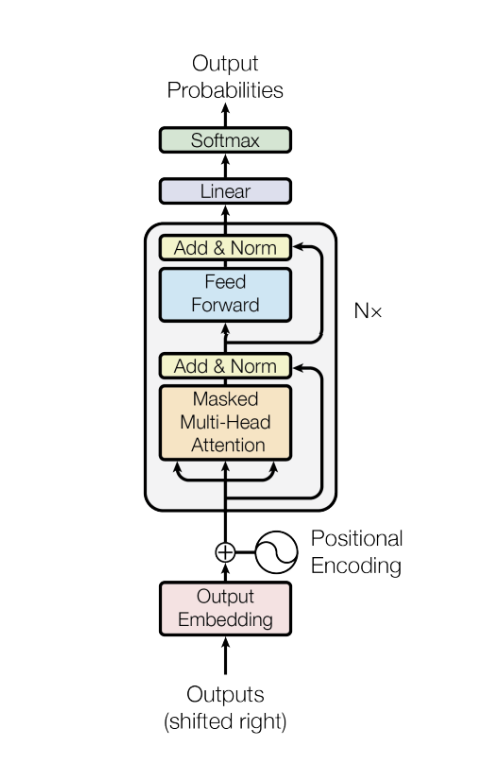 Output
Probabilities
Softmax
Linear
Add & Norm
Feed
Forward
N×
Add & Norm
Masked
Multi-Head
Attention
Positional
Encoding
Output
Embedding
Outputs
(shifted right)